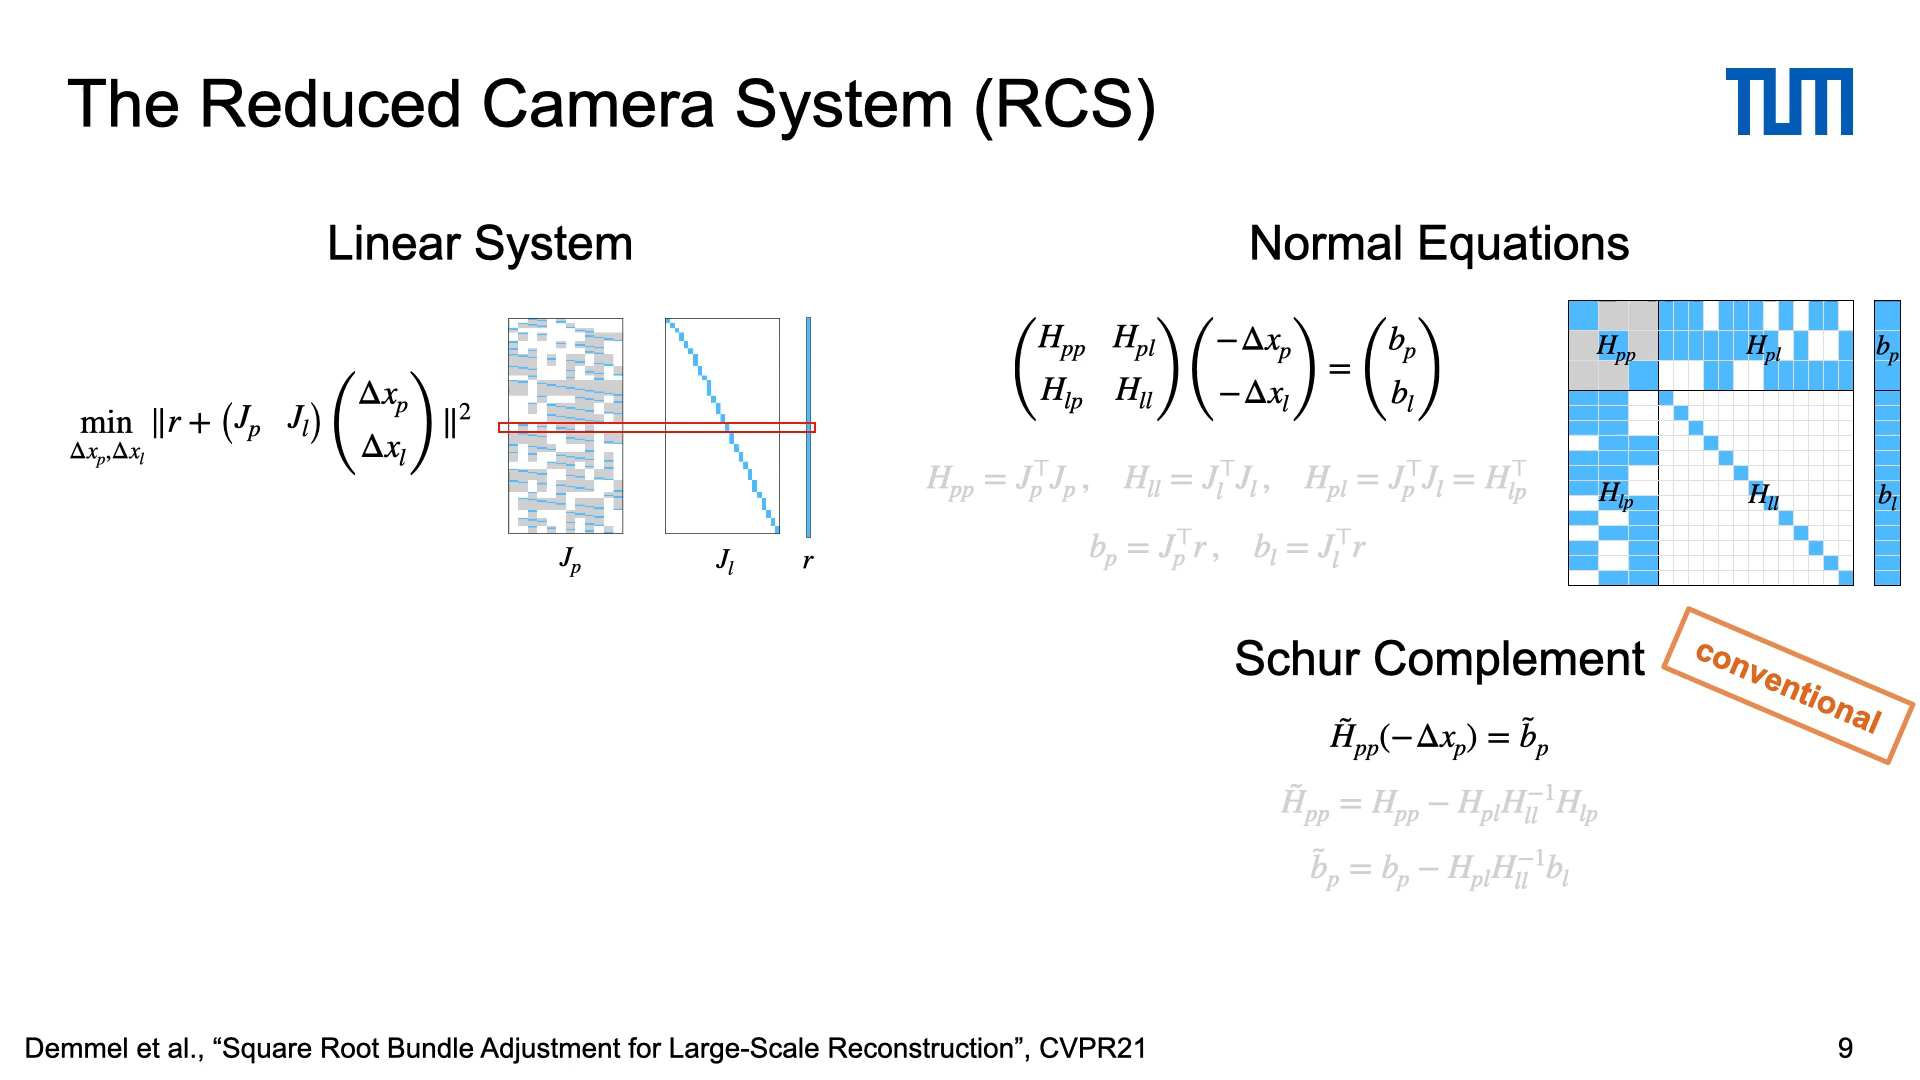 The Reduced Camera System (RCS)
TUM
Linear System
min_{Δx_p,Δx_l} ‖r + (J_p J_l) (Δx_p Δx_l)‖²
J_p J_l r
Normal Equations
(H_pp H_pl H_lp H_ll) (−Δx_p −Δx_l) = (b_p b_l)
H_pp = J_p^⊤ J_p, H_ll = J_l^⊤ J_l, H_pl = J_p^⊤ J_l = H_lp^⊤
b_p = J_p^⊤ r, b_l = J_l^⊤ r
H_pp H_pl b_p
H_lp H_ll b_l
Schur Complement
conventional
H̃_pp(−Δx_p) = b̃_p
H̃_pp = H_pp − H_pl H_ll^{−1} H_lp
b̃_p = b_p − H_pl H_ll^{−1} b_l
Demmel et al., “Square Root Bundle Adjustment for Large-Scale Reconstruction”, CVPR21
9